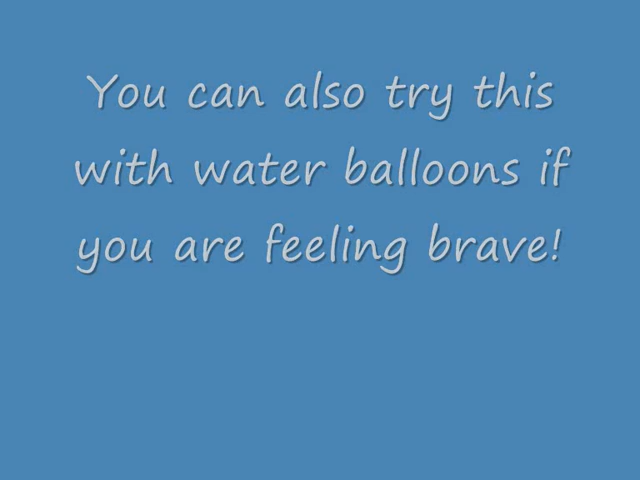 You can also try this
with water balloons if
you are feeling brave!